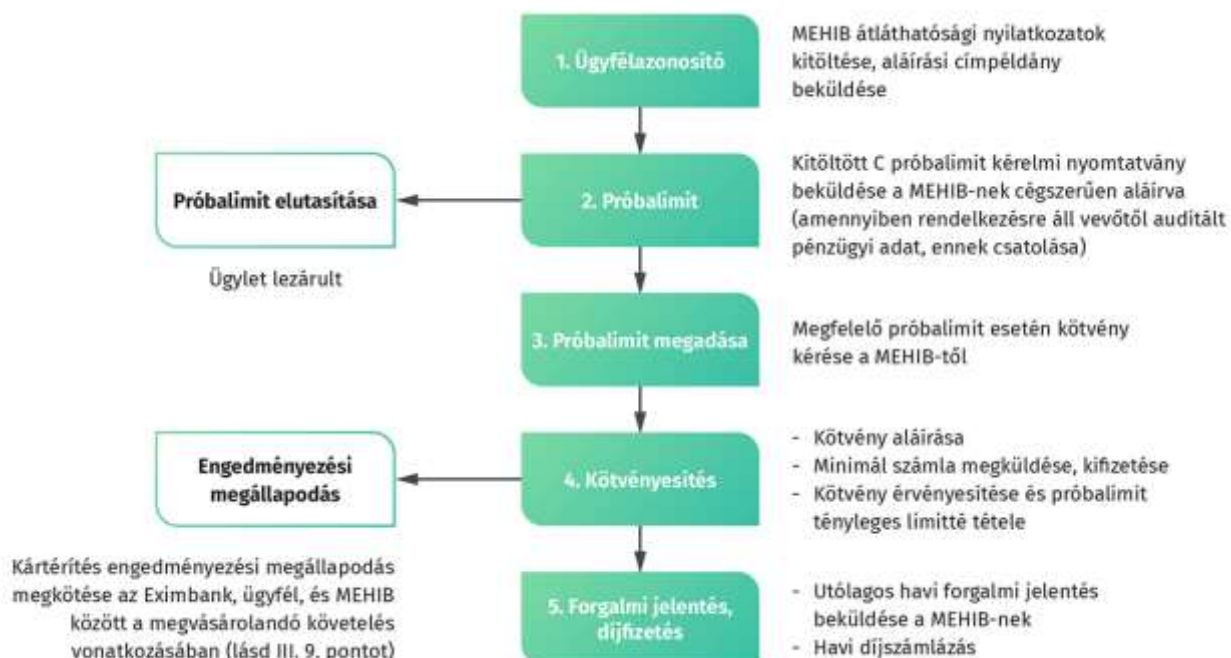 1. Ügyfélazonosító
MEHIB átláthatósági nyilatkozatok
kitöltése, aláírási címpéldány
beküldése
Próbalimit elutasítása
Ügylet lezárult
2. Próbalimit
Kitöltött C próbalimit kérelmi nyomtatvány
beküldése a MEHIB-nek cégszerűen aláírva
(amennyiben rendelkezésre áll vevőtől auditált
pénzügyi adat, ennek csatolása)
3. Próbalimit megadása
Megfelelő próbalimit esetén kötvény
kérése a MEHIB-től
Engedményezési
megállapodás
4. Kötvényesítés
- Kötvény aláírása
- Minimál számla megküldése, kifizetése
- Kötvény érvényesítése és próbalimit
tényleges limitté tétele
Kártérítés engedményezési megállapodás
megkötése az Eximbank, ügyfél, és MEHIB
között a megvásárolandó követelés
vonatkozásában (lásd III. 9. pontot)
5. Forgalmi jelentés,
díjfizetés
- Utólagos havi forgalmi jelentés
beküldése a MEHIB-nek
- Havi díjszámlázás